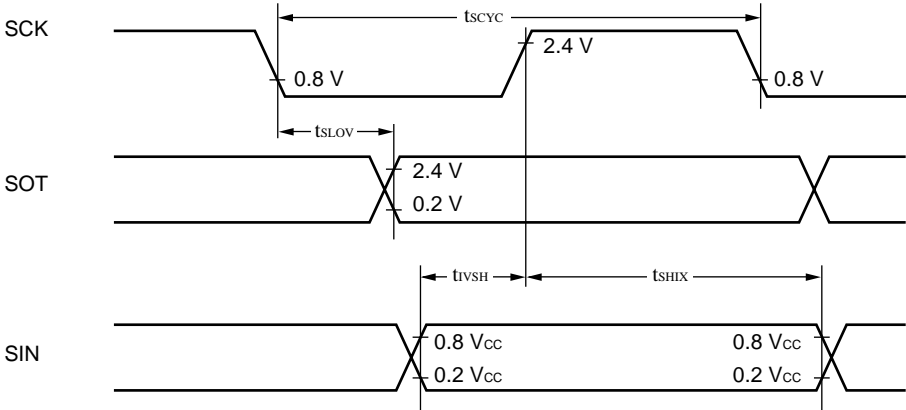 tSCYC
SCK
2.4 V
0.8 V
0.8 V
tSLOV
SOT
2.4 V
0.2 V
tIVSH
tSHIX
SIN
0.8 VCC
0.8 VCC
0.2 VCC
0.2 VCC